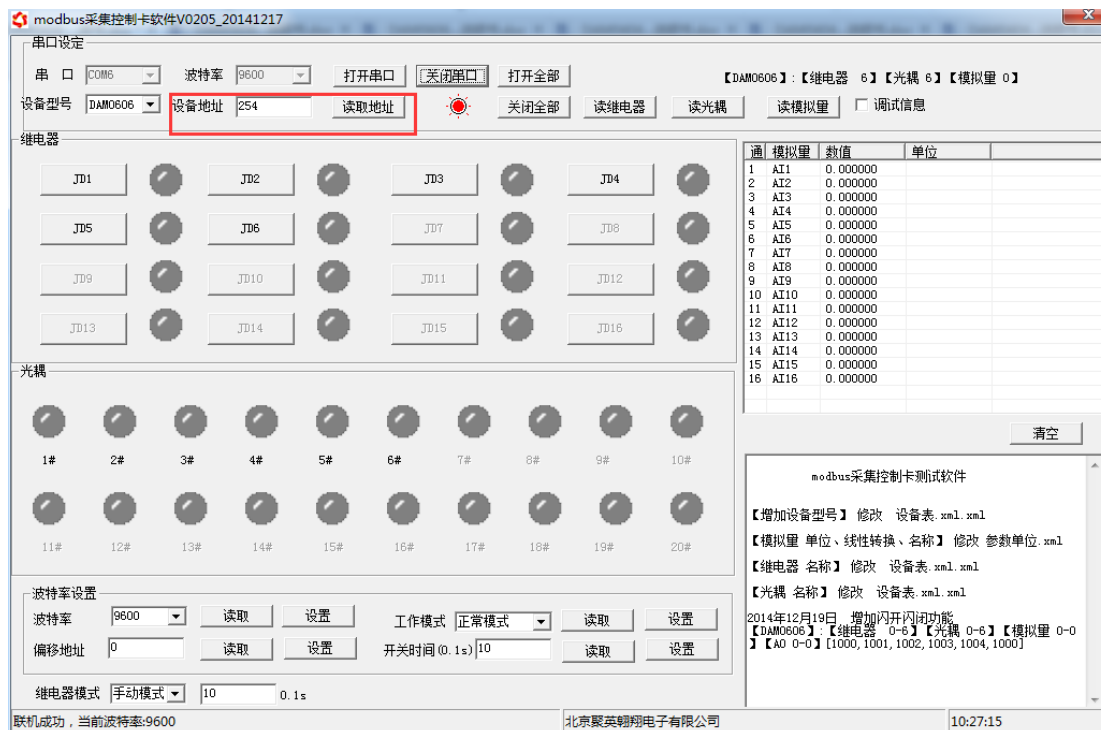 modbus采集控制卡软件V0205_20141217
串口设定
串 口 COM6 波特率 9600 打开串口 关闭串口 打开全部 【DAM0606】:【继电器 6】【光耦 6】【模拟量 0】
设备型号 DAM0606 设备地址 254 读取地址 关闭全部 读继电器 读光耦 读模拟量 调试信息
继电器
JD1 JD2 JD3 JD4
JD5 JD6 JD7 JD8
JD9 JD10 JD11 JD12
JD13 JD14 JD15 JD16
通 模拟量 数值 单位
1 AI1 0.000000
2 AI2 0.000000
3 AI3 0.000000
4 AI4 0.000000
5 AI5 0.000000
6 AI6 0.000000
7 AI7 0.000000
8 AI8 0.000000
9 AI9 0.000000
10 AI10 0.000000
11 AI11 0.000000
12 AI12 0.000000
13 AI13 0.000000
14 AI14 0.000000
15 AI15 0.000000
16 AI16 0.000000
清空
光耦
1# 2# 3# 4# 5# 6# 7# 8# 9# 10#
11# 12# 13# 14# 15# 16# 17# 18# 19# 20#
modbus采集控制卡测试软件
【增加设备型号】 修改 设备表.xml.xml
【模拟量 单位、线性转换、名称】 修改 参数单位.xml
【继电器 名称】 修改 设备表.xml.xml
【光耦 名称】 修改 设备表.xml.xml
2014年12月19日 增加闪开闪闭功能
【DAM0606】:【继电器 0-6】【光耦 0-6】【模拟量 0-0
】【AO 0-0】[1000,1001,1002,1003,1004,1000]
波特率设置
波特率 9600 读取 设置 工作模式 正常模式 读取 设置
偏移地址 0 读取 设置 开关时间(0.1s) 10 读取 设置
继电器模式 手动模式 10 0.1s
联机成功，当前波特率:9600 北京聚英翱翔电子有限公司 10:27:15